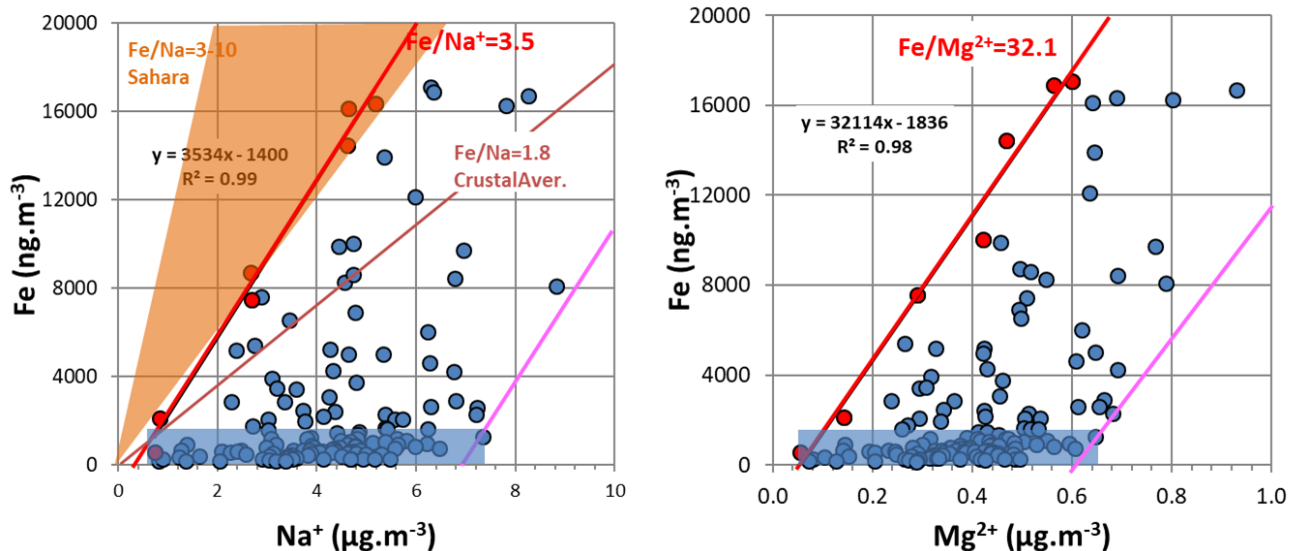 20000
16000
12000
8000
4000
0
Fe (ng.m-3)
Fe/Na=3-10
Sahara
Fe/Na+=3.5
y = 3534x - 1400
R² = 0.99
Fe/Na=1.8
CrustalAver.
0 2 4 6 8 10
Na+ (µg.m-3)
20000
16000
12000
8000
4000
0
Fe (ng.m-3)
Fe/Mg2+=32.1
y = 32114x - 1836
R² = 0.98
0.0 0.2 0.4 0.6 0.8 1.0
Mg2+ (µg.m-3)